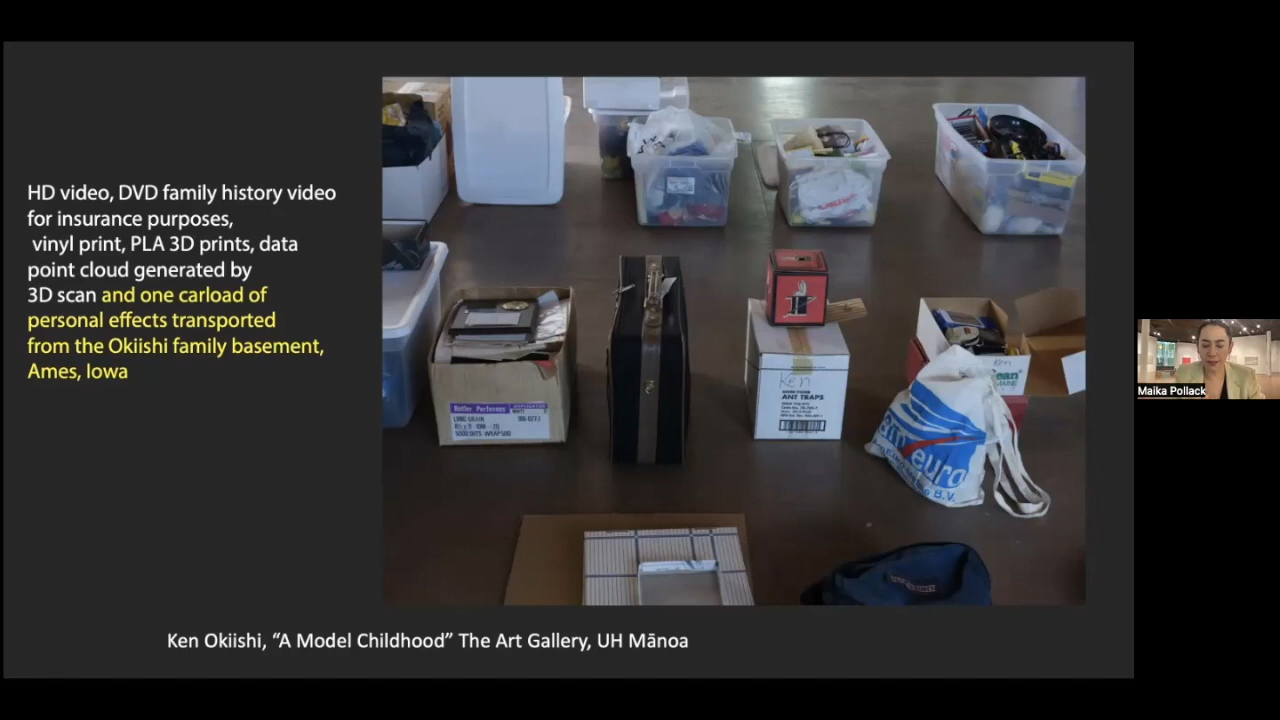 HD video, DVD family history video
for insurance purposes,
vinyl print, PLA 3D prints, data
point cloud generated by
3D scan and one carload of
personal effects transported
from the Okiishi family basement,
Ames, Iowa
Ken
ANT TRAPS
Ken
euro
B.V.
Maika Pollack
Ken Okiishi, “A Model Childhood” The Art Gallery, UH Mānoa